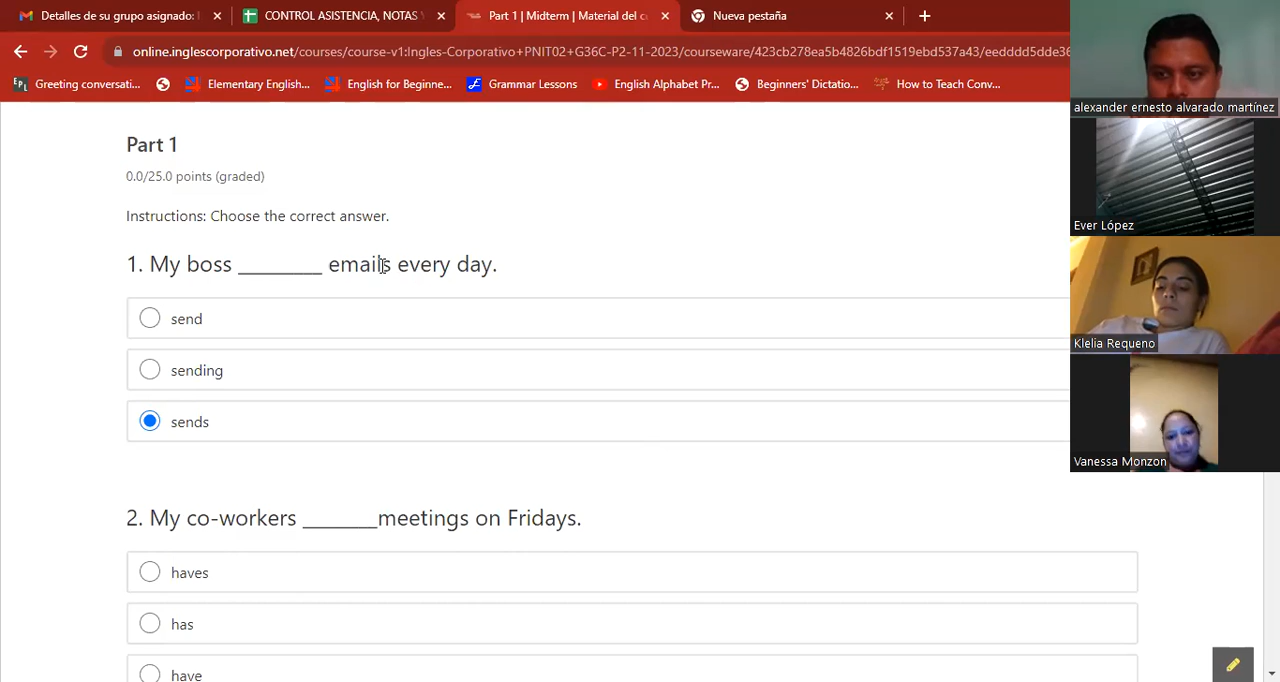 Detalles de su grupo asignado:
CONTROL ASISTENCIA, NOTAS Y
Part 1 | Midterm | Material del cu
Nueva pestaña
online.inglescorporativo.net/courses/course-v1:Ingles-Corporativo+PNIT02+G36C-P2-11-2023/courseware/423cb278ea5b4826bdf1519ebd537a43/eedddd5dde36
Greeting conversati...
Elementary English...
English for Beginne...
Grammar Lessons
English Alphabet Pr...
Beginners' Dictatio...
How to Teach Conv...
alexander ernesto alvarado martínez
Ever López
Klelia Requeno
Vanessa Monzon
Part 1
0.0/25.0 points (graded)
Instructions: Choose the correct answer.
1. My boss ________ emails every day.
send
sending
sends
2. My co-workers _______meetings on Fridays.
haves
has
have